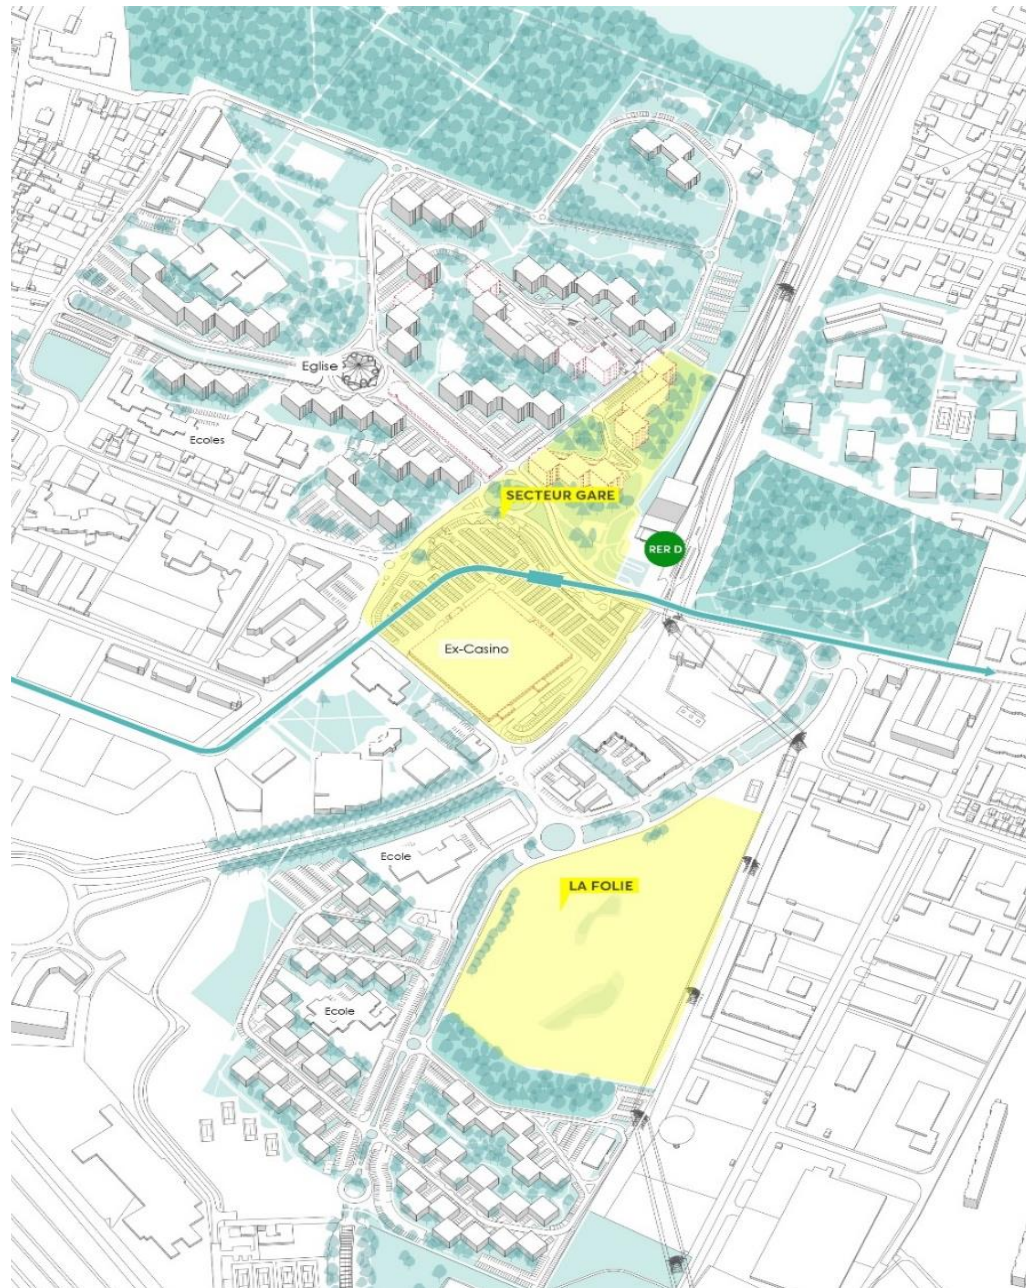 Eglise
Ecoles
SECTEUR GARE
RER D
Ex-Casino
Ecole
LA FOLIE
Ecole